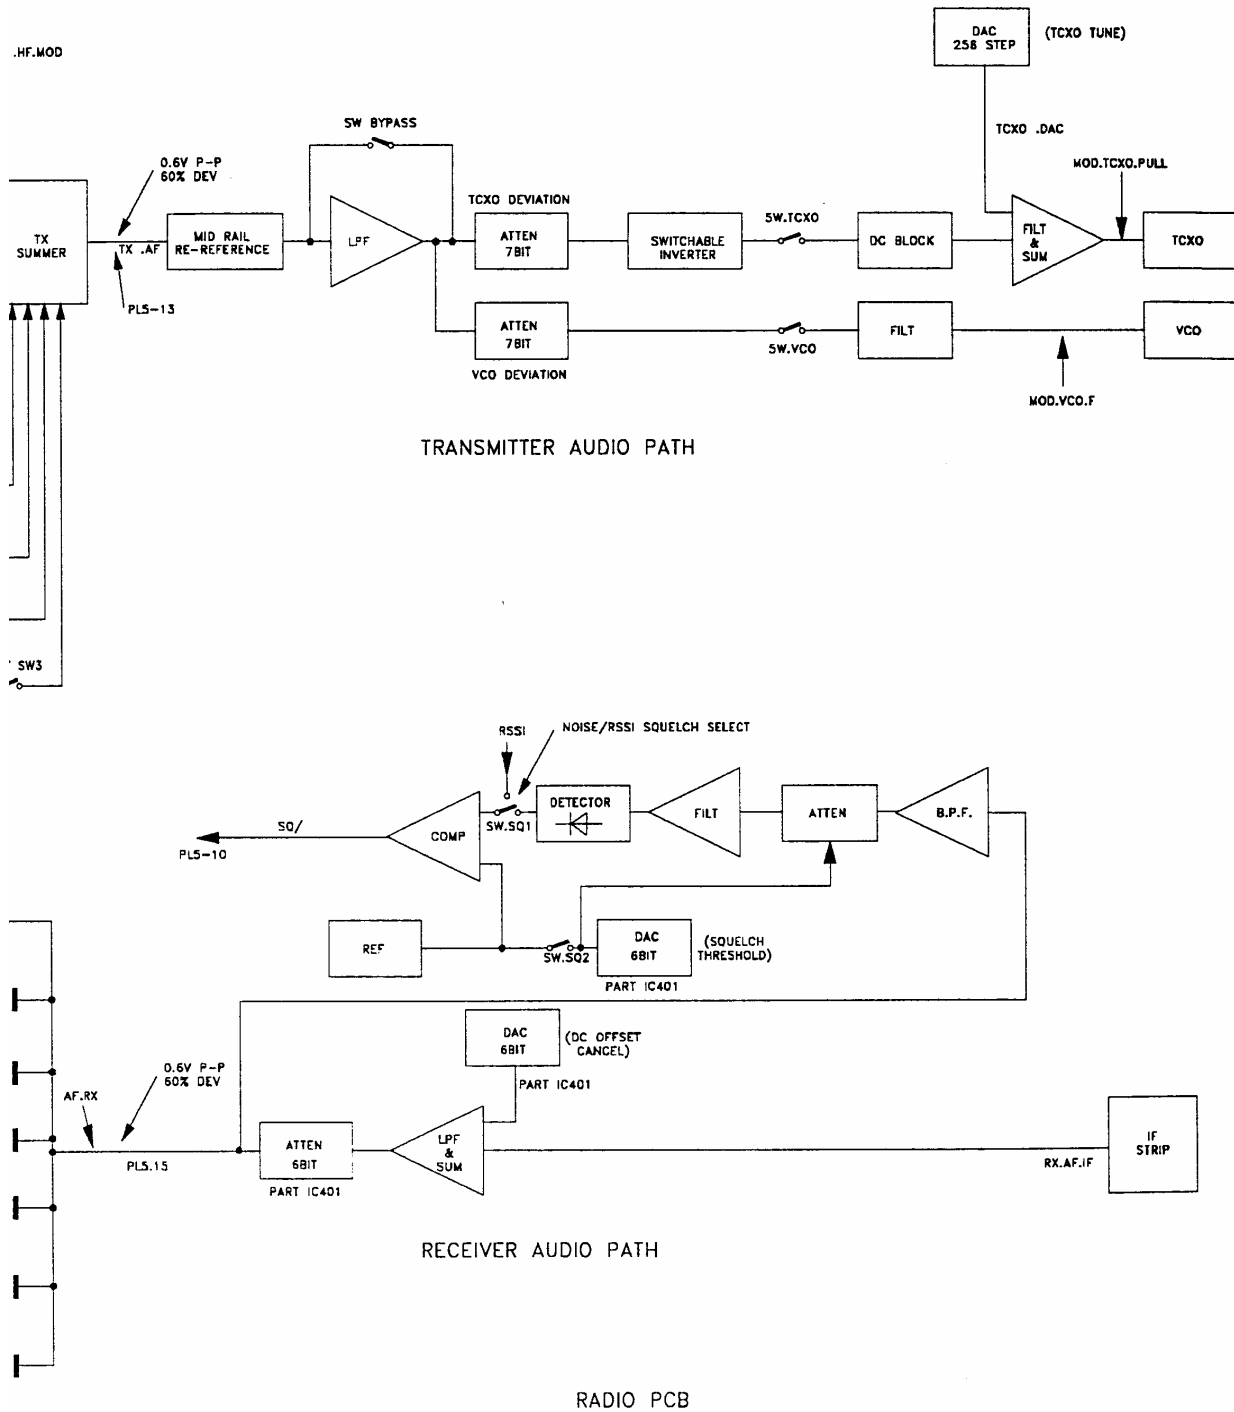 DAC
256 STEP
(TCXO TUNE)
.HF.MOD
SW BYPASS
TCXO .DAC
0.6V P-P
60% DEV
MOD.TCXO.PULL
TCXO DEVIATION
TX
SUMMER
TX .AF
MID RAIL
RE-REFERENCE
LPF
ATTEN
7BIT
SWITCHABLE
INVERTER
SW.TCXO
DC BLOCK
FILT
&
SUM
TCXO
PL5-13
ATTEN
7BIT
SW.VCO
FILT
VCO
VCO DEVIATION
MOD.VCO.F
TRANSMITTER AUDIO PATH
SW3
RSSI
NOISE/RSSI SQUELCH SELECT
SQ/
PL5-10
COMP
SW.SQ1
DETECTOR
FILT
ATTEN
B.P.F.
REF
SW.SQ2
DAC
6BIT
(SQUELCH
THRESHOLD)
PART IC401
DAC
6BIT
(DC OFFSET
CANCEL)
PART IC401
0.6V P-P
60% DEV
AF.RX
PL5.15
ATTEN
6BIT
PART IC401
LPF
&
SUM
RX.AF.IF
IF
STRIP
RECEIVER AUDIO PATH
RADIO PCB